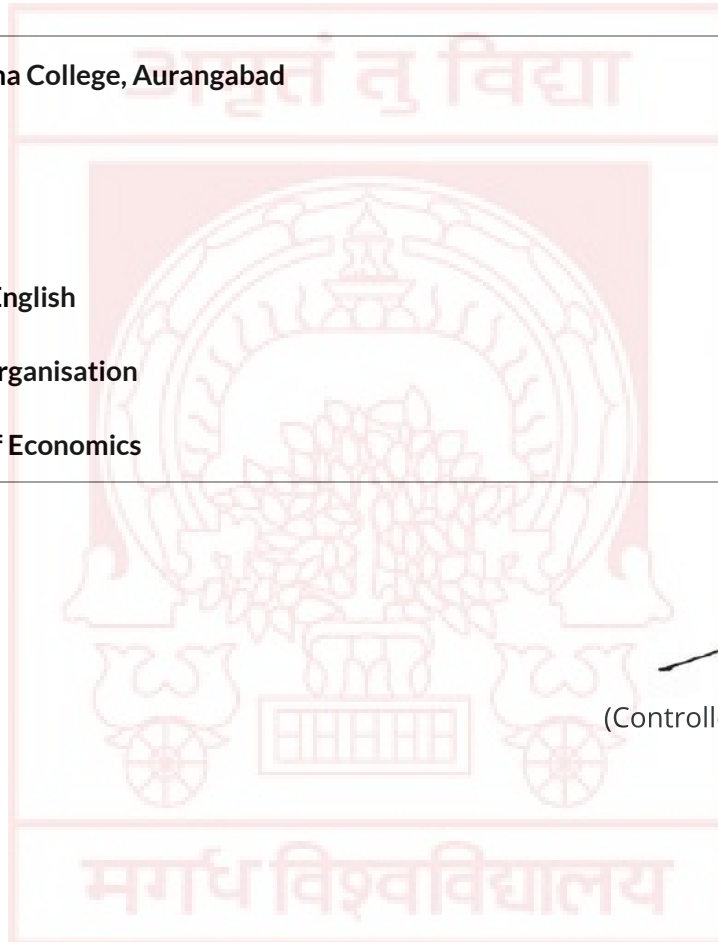 अमृतं तु विद्या
na College, Aurangabad
English
rganisation
f Economics
(Controll
मगध विश्वविद्यालय